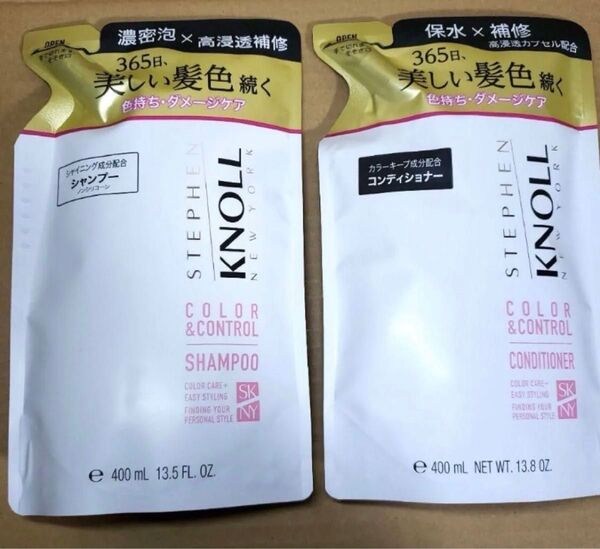 OPEN
濃密泡×高浸透補修
365日、
美しい髪色続く
色持ち・ダメージケア
シャイニング成分配合
シャンプー
ノンシリコーン
STEPHEN
KNOLL
NEW YORK
COLOR
&CONTROL
SHAMPOO
COLOR CARE+
EASY STYLING
FINDING YOUR
PERSONAL STYLE
SK
NY
℮ 400 mL 13.5 FL. OZ.
OPEN
保水×補修
高浸透カプセル配合
365日、
美しい髪色続く
色持ち・ダメージケア
カラーキープ成分配合
コンディショナー
STEPHEN
KNOLL
NEW YORK
COLOR
&CONTROL
CONDITIONER
COLOR CARE+
EASY STYLING
FINDING YOUR
PERSONAL STYLE
SK
NY
℮ 400 mL NET WT. 13.8 OZ.